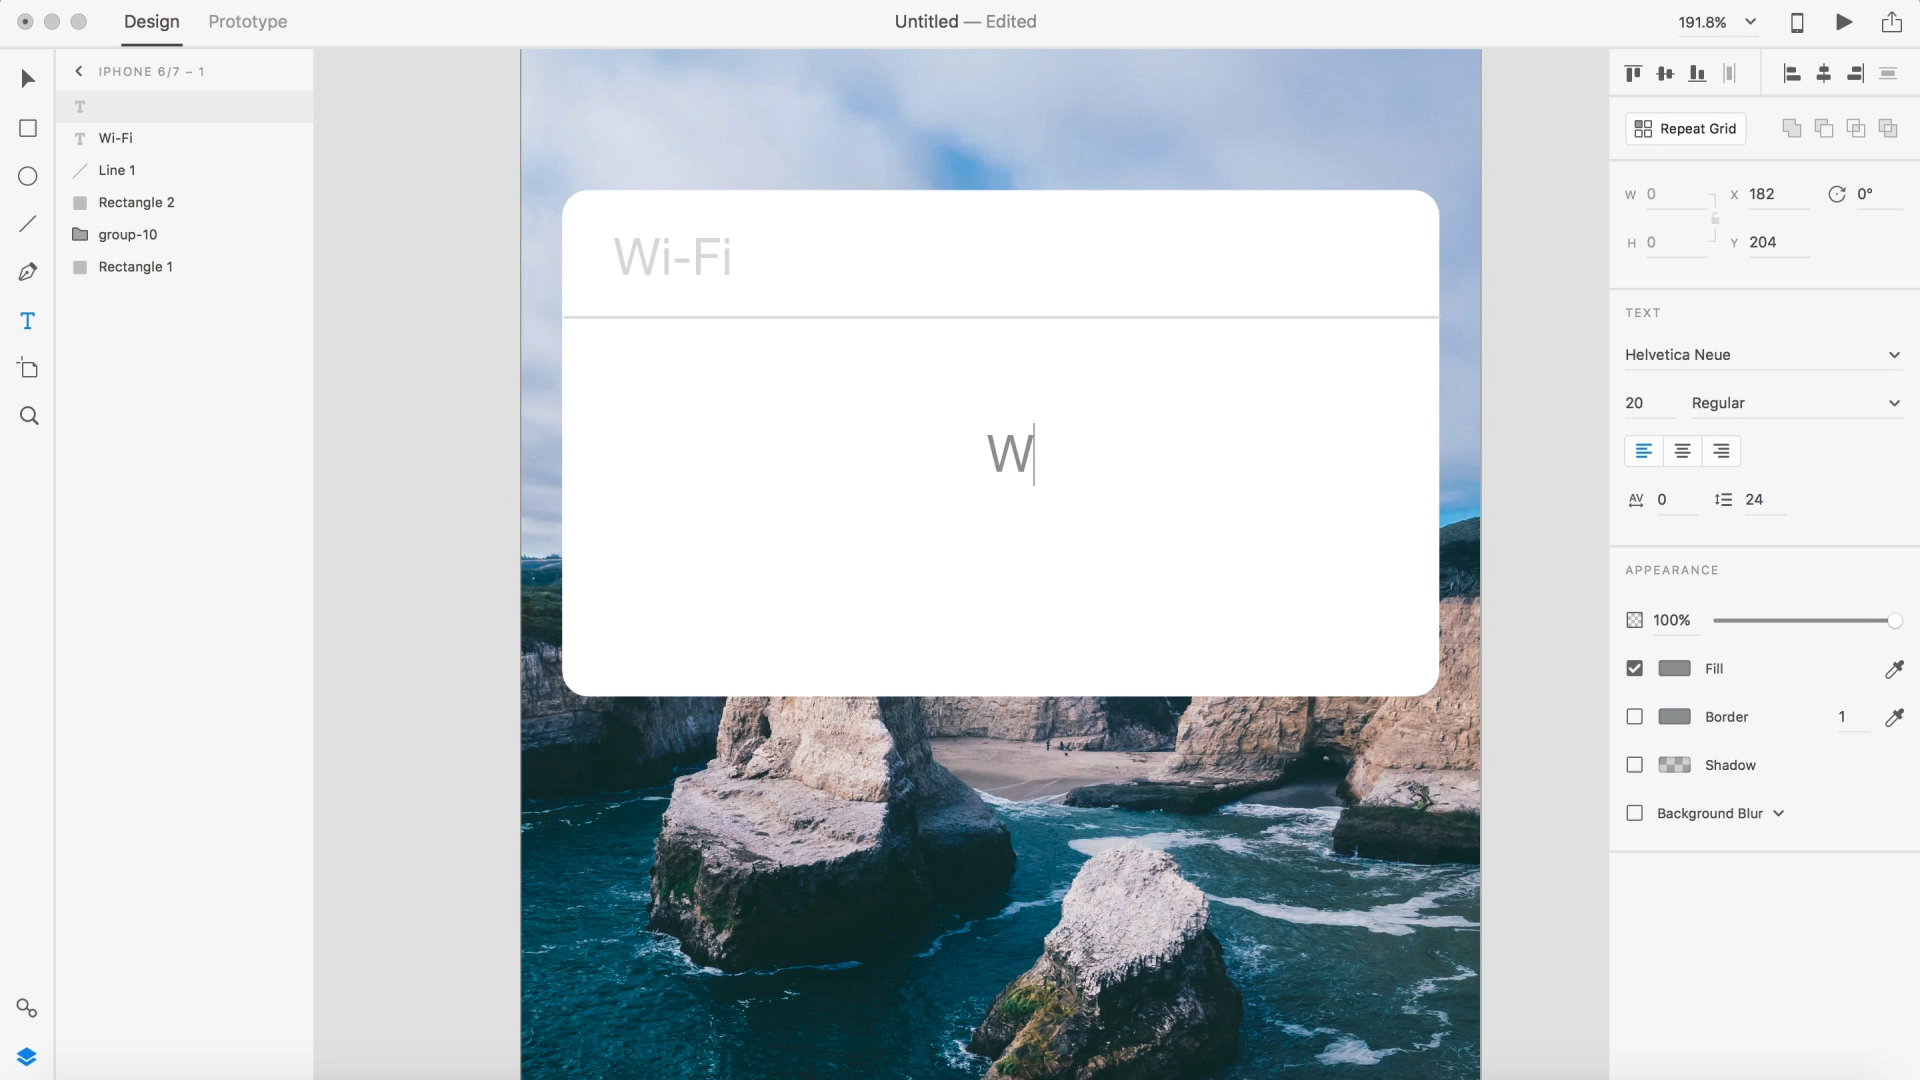 Design Prototype Untitled — Edited 191.8%
IPHONE 6/7 – 1
T
T Wi-Fi
Line 1
Rectangle 2
group-10
Rectangle 1
T
Wi-Fi
W
Repeat Grid
W 0 X 182 0°
H 0 Y 204
TEXT
Helvetica Neue
20 Regular
AV 0 24
APPEARANCE
100%
Fill
Border 1
Shadow
Background Blur